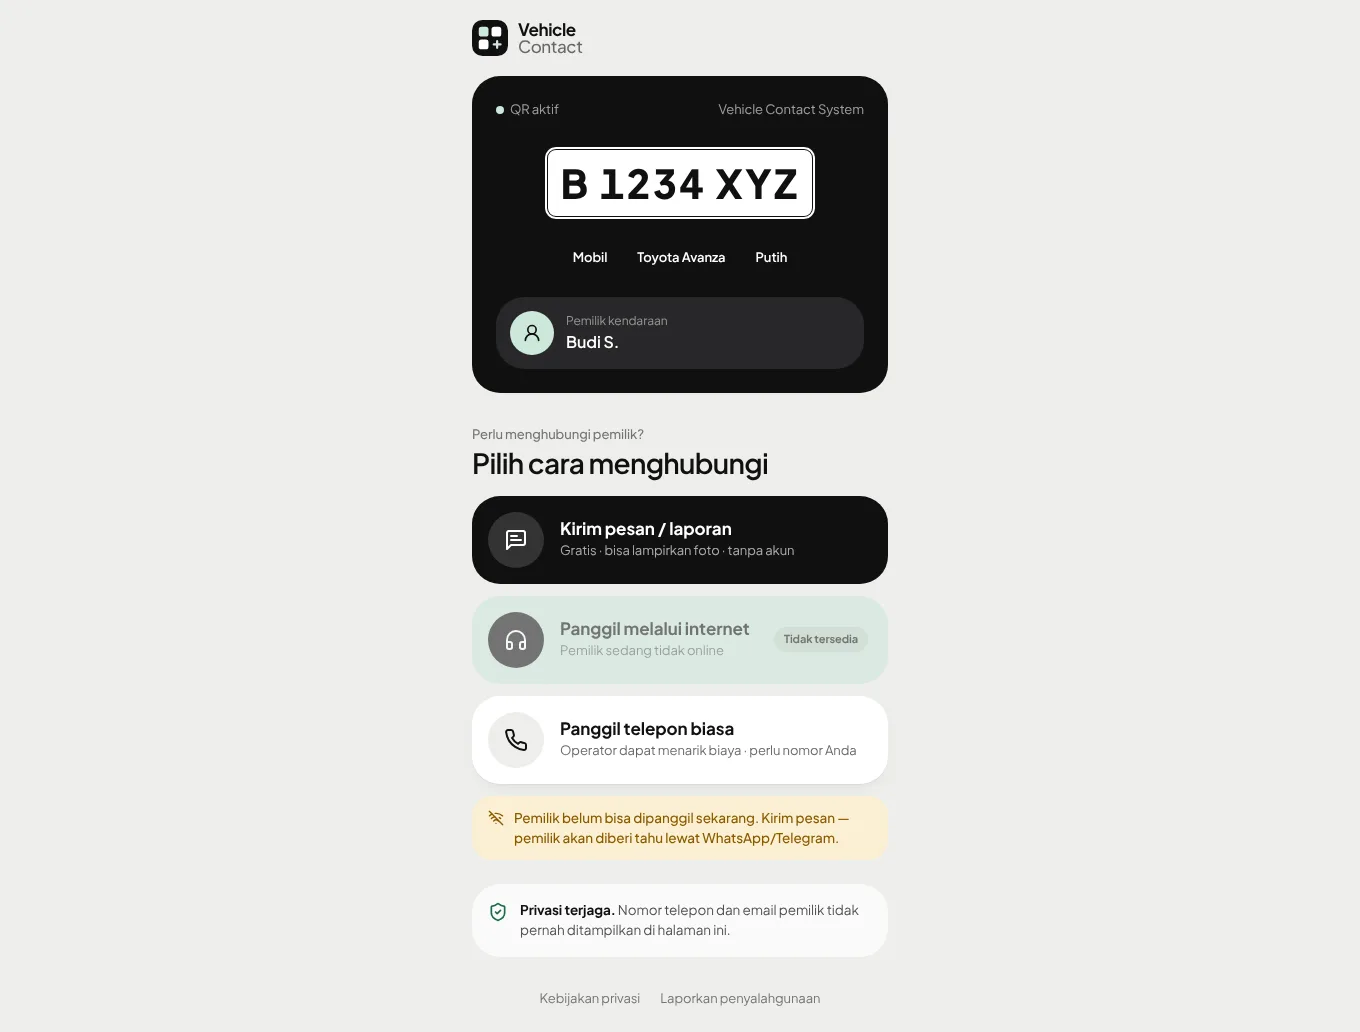 Vehicle
Contact
QR aktif
Vehicle Contact System
B 1234 XYZ
Mobil Toyota Avanza Putih
Pemilik kendaraan
Budi S.
Perlu menghubungi pemilik?
Pilih cara menghubungi
Kirim pesan / laporan
Gratis · bisa lampirkan foto · tanpa akun
Panggil melalui internet
Pemilik sedang tidak online
Tidak tersedia
Panggil telepon biasa
Operator dapat menarik biaya · perlu nomor Anda
Pemilik belum bisa dipanggil sekarang. Kirim pesan —
pemilik akan diberi tahu lewat WhatsApp/Telegram.
Privasi terjaga. Nomor telepon dan email pemilik tidak
pernah ditampilkan di halaman ini.
Kebijakan privasi Laporkan penyalahgunaan